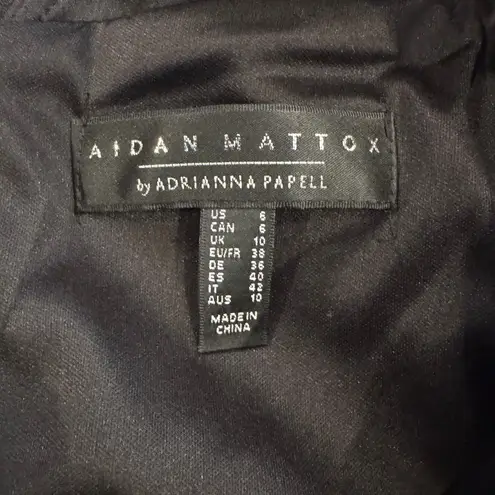 AIDAN MATTOX
by ADRIANNA PAPELL
US 6
CAN 6
UK 10
EU/FR 38
DE 36
ES 40
IT 42
AUS 10
MADE IN
CHINA